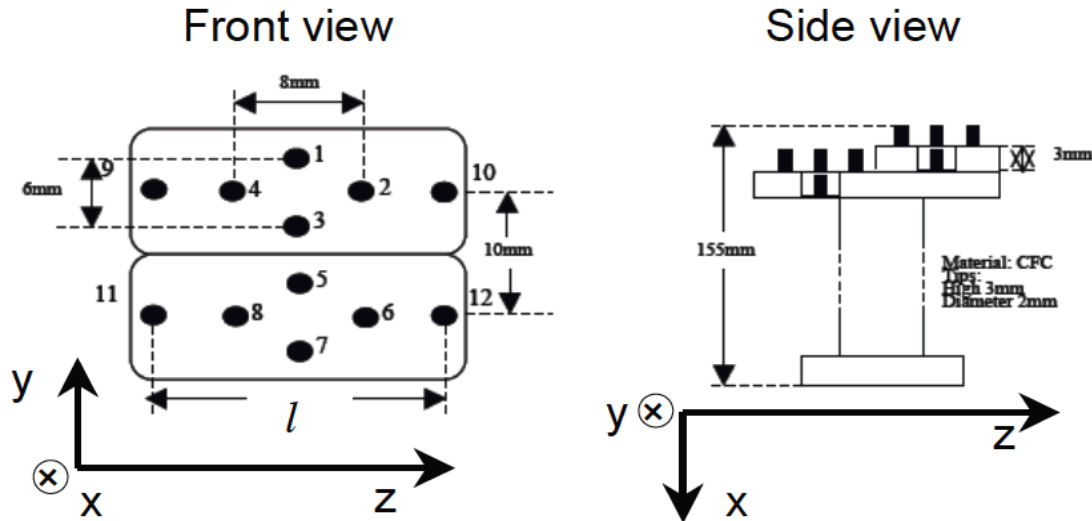 Front view
Side view
8mm
1
9
10
4
2
6mm
3
10mm
5
11
12
8
6
7
y
l
x
z
3mm
155mm
Material: CFC
Tips:
High 3mm
Diameter 2mm
y
z
x